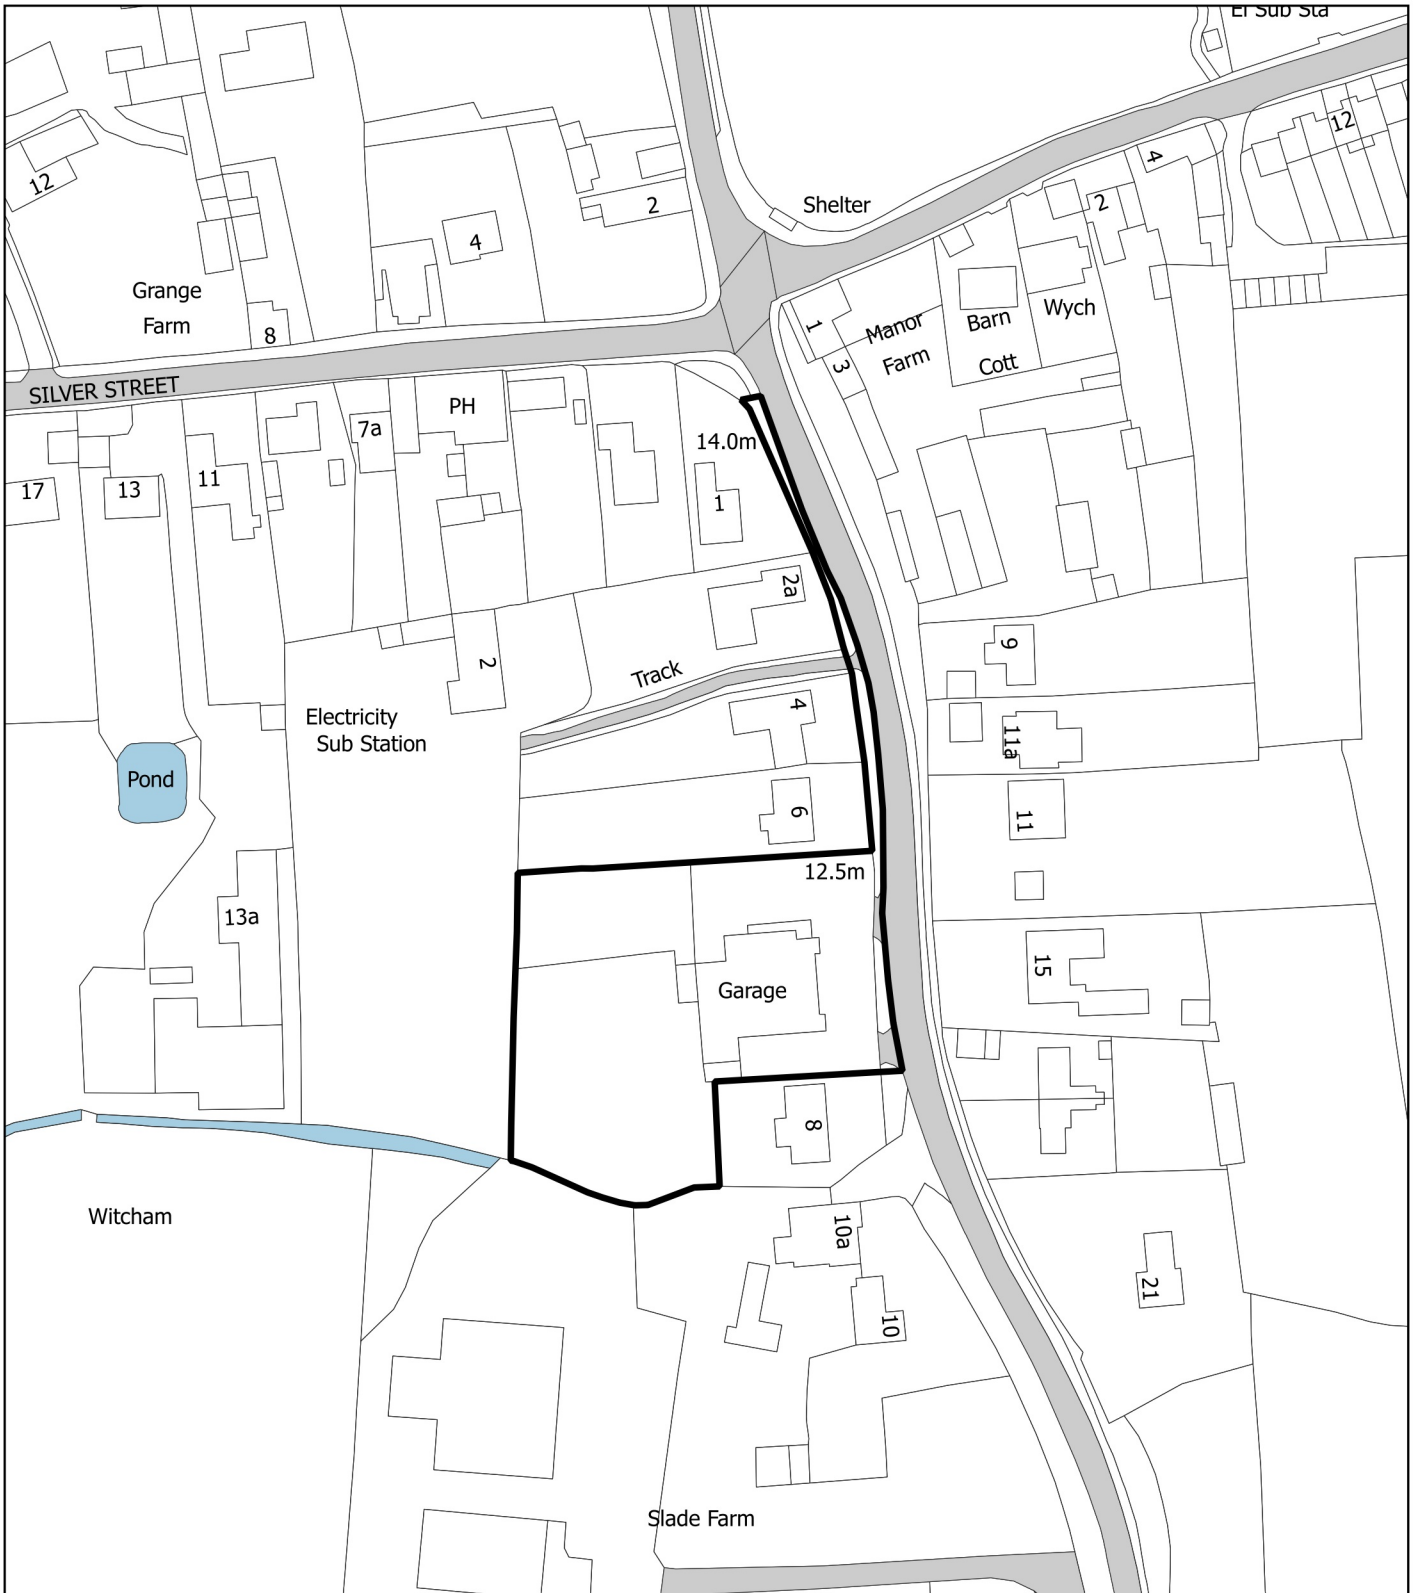 El Sub Sta
12
12
4
Shelter
2
2
4
Grange
Farm
8
1
Manor
Farm
3
Barn
Cott
Wych
SILVER STREET
7a
PH
14.0m
17
13
11
1
2a
2
Track
9
Electricity
Sub Station
4
11a
Pond
6
11
12.5m
13a
15
Garage
8
Witcham
10a
21
10
Slade Farm